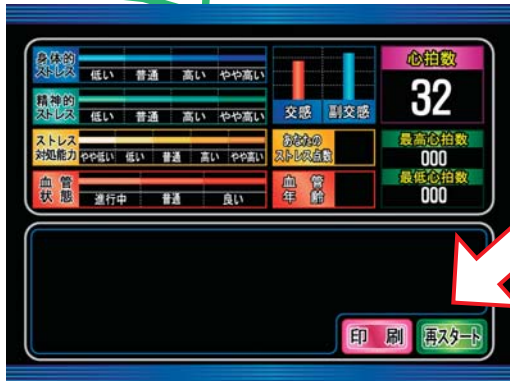 身体的
ストレス
低い 普通 高い やや高い
精神的
ストレス
低い 普通 高い やや高い
ストレス
対処能力
やや低い 低い 普通 高い やや高い
血管
状態
進行中 普通 良い
交感 副交感
あなたの
ストレス点数
血管
年齢
心拍数
32
最高心拍数
000
最低心拍数
000
印刷
再スタート